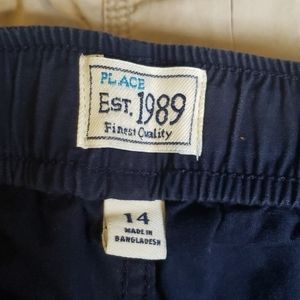 PLACE
EST. 1989
Finest Quality
14
MADE IN
BANGLADESH